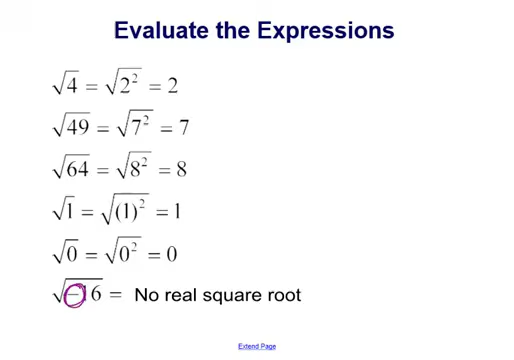 Evaluate the Expressions
√4 = √2² = 2
√49 = √7² = 7
√64 = √8² = 8
√1 = √(1)² = 1
√0 = √0² = 0
√-16 = No real square root
Extend Page